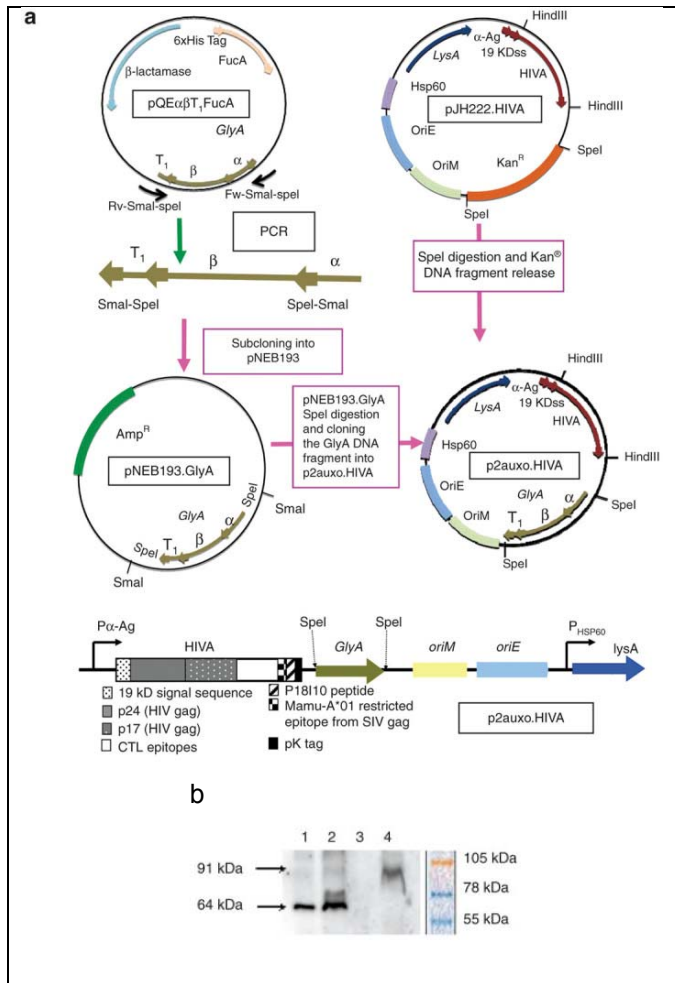 a
6xHis Tag
FucA
β-lactamase
pQEαβT1FucA
GlyA
T1
β
α
Rv-SmaI-speI
Fw-SmaI-speI
PCR
T1
β
α
SmaI-SpeI
SpeI-SmaI
Subcloning into
pNEB193
AmpR
pNEB193.GlyA
SpeI
SmaI
GlyA
α
β
T1
SpeI
SmaI
pNEB193.GlyA
SpeI digestion
and cloning
the GlyA DNA
fragment into
p2auxo.HIVA
HindIII
α-Ag
19 KDss
LysA
HIVA
Hsp60
pJH222.HIVA
HindIII
OriE
SpeI
OriM
KanR
SpeI
SpeI digestion and Kan®
DNA fragment release
HindIII
α-Ag
19 KDss
LysA
HIVA
Hsp60
p2auxo.HIVA
HindIII
OriE
GlyA
SpeI
OriM
T1
β
α
SpeI
Pα-Ag
HIVA
SpeI
GlyA
SpeI
oriM
oriE
PHSP60
lysA
19 kD signal sequence
p24 (HIV gag)
p17 (HIV gag)
CTL epitopes
P18I10 peptide
Mamu-A*01 restricted
epitope from SIV gag
pK tag
p2auxo.HIVA
b
1 2 3 4
91 kDa
64 kDa
105 kDa
78 kDa
55 kDa